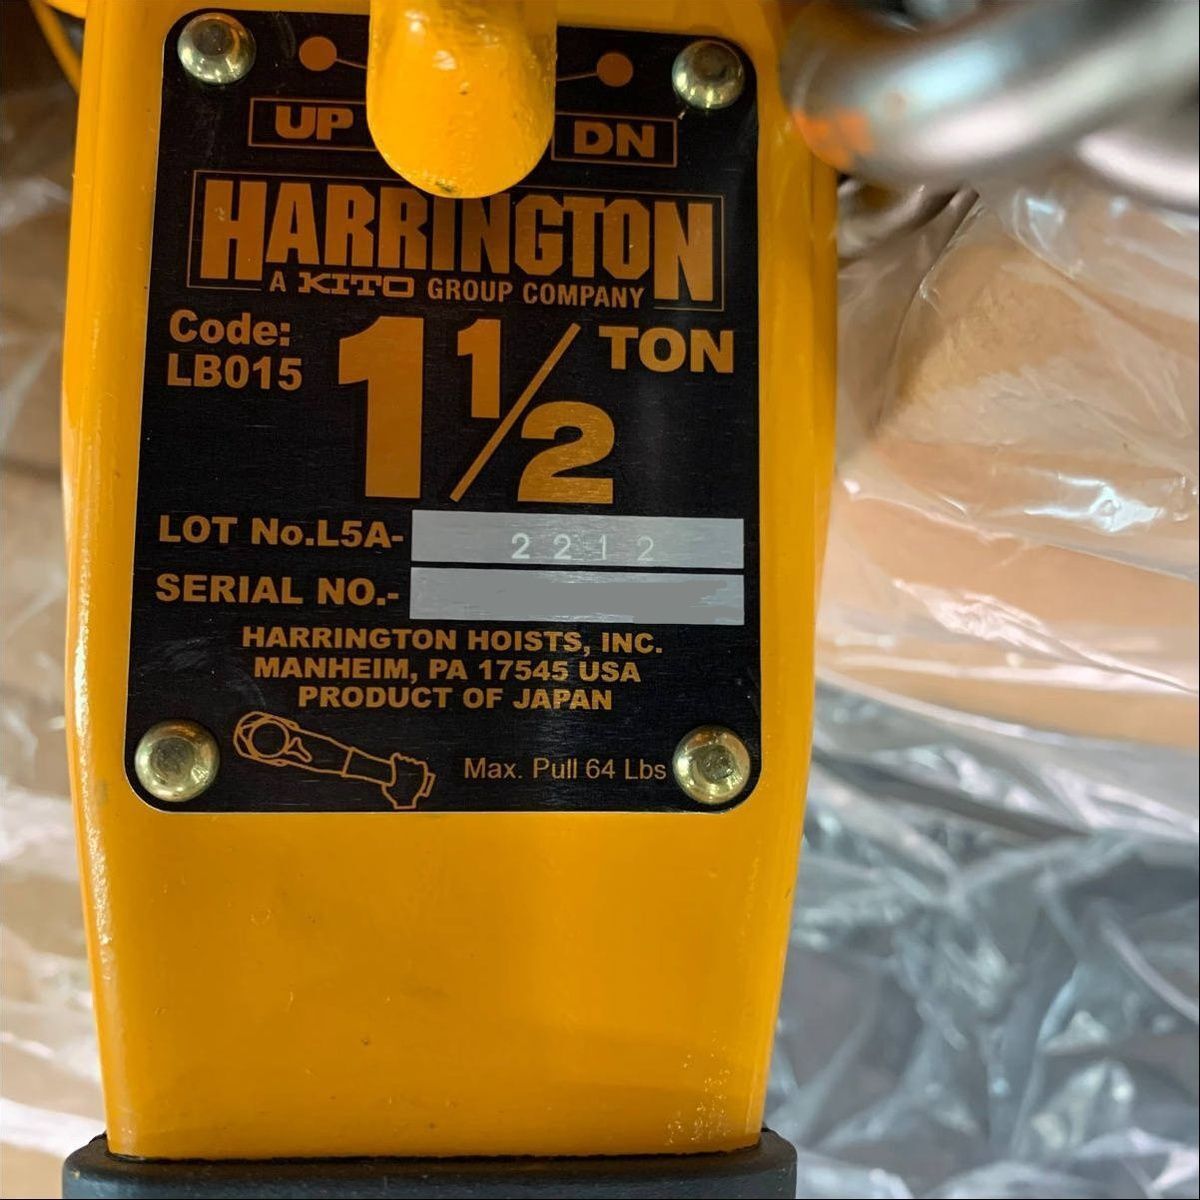 UP DN
HARRINGTON
A KITO GROUP COMPANY
Code:
LB015
1 1/2 TON
LOT No.L5A- 2212
SERIAL NO.-
HARRINGTON HOISTS, INC.
MANHEIM, PA 17545 USA
PRODUCT OF JAPAN
Max. Pull 64 Lbs